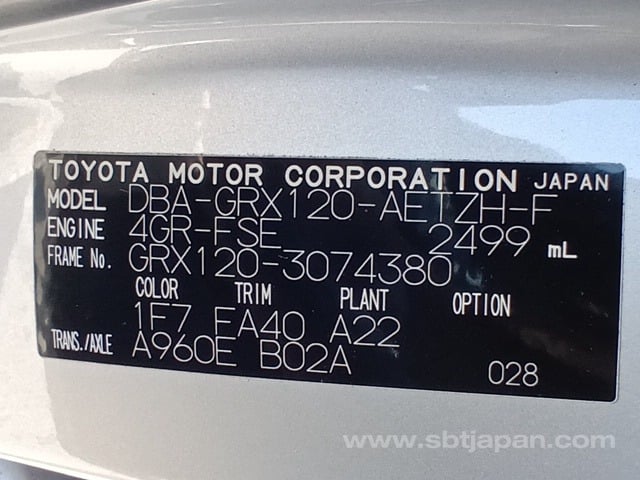 TOYOTA MOTOR CORPORATION JAPAN
MODEL DBA-GRX120-AETZH-F
ENGINE 4GR-FSE 2499 mL
FRAME No. GRX120-3074380
COLOR TRIM PLANT OPTION
1F7 FA40 A22
TRANS./AXLE A960E B02A
028
www.sbtjapan.com